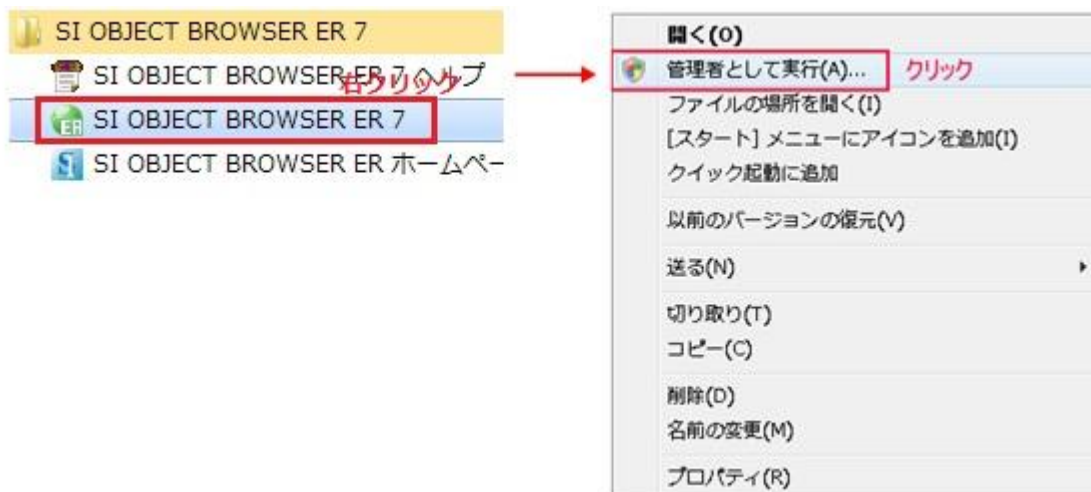 SI OBJECT BROWSER ER 7
SI OBJECT BROWSER ER 7 ヘルプ
右クリック
SI OBJECT BROWSER ER 7
SI OBJECT BROWSER ER ホームペー
開く(O)
管理者として実行(A)...
クリック
ファイルの場所を開く(I)
[スタート] メニューにアイコンを追加(I)
クイック起動に追加
以前のバージョンの復元(V)
送る(N)
切り取り(T)
コピー(C)
削除(D)
名前の変更(M)
プロパティ(R)